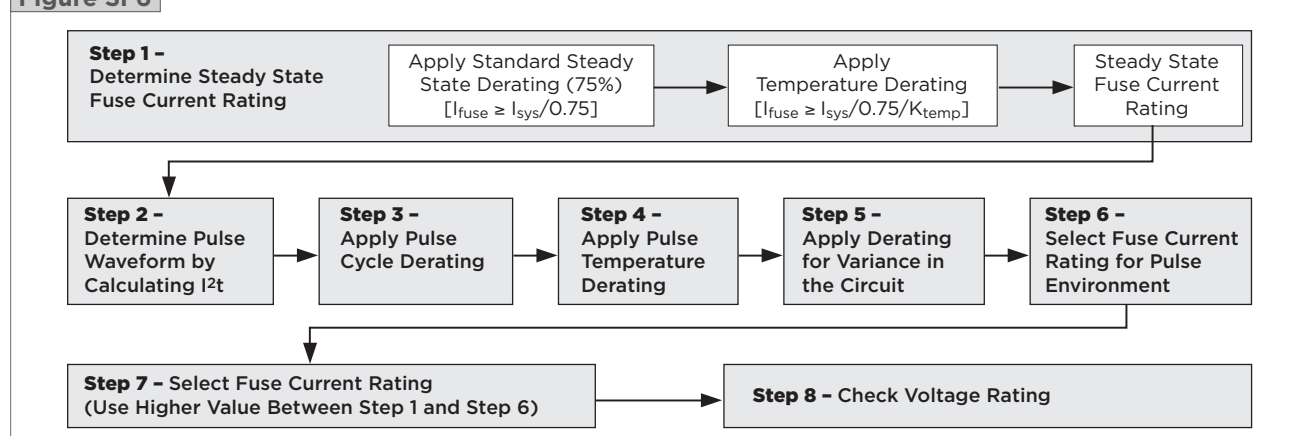 Step 1 –
Determine Steady State
Fuse Current Rating
Apply Standard Steady
State Derating (75%)
[Ifuse ≥ Isys/0.75]
Apply
Temperature Derating
[Ifuse ≥ Isys/0.75/Ktemp]
Steady State
Fuse Current
Rating
Step 2 –
Determine Pulse
Waveform by
Calculating I²t
Step 3 –
Apply Pulse
Cycle Derating
Step 4 –
Apply Pulse
Temperature
Derating
Step 5 –
Apply Derating
for Variance in
the Circuit
Step 6 –
Select Fuse Current
Rating for Pulse
Environment
Step 7 – Select Fuse Current Rating
(Use Higher Value Between Step 1 and Step 6)
Step 8 – Check Voltage Rating